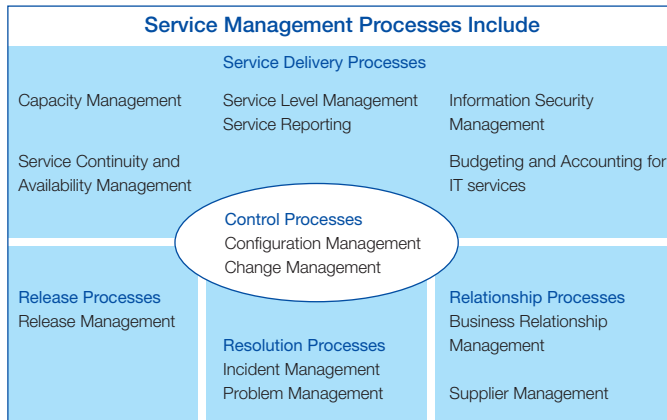 Service Management Processes Include
Service Delivery Processes
Capacity Management
Service Continuity and
Availability Management
Service Level Management
Service Reporting
Information Security
Management
Budgeting and Accounting for
IT services
Control Processes
Configuration Management
Change Management
Release Processes
Release Management
Resolution Processes
Incident Management
Problem Management
Relationship Processes
Business Relationship
Management
Supplier Management